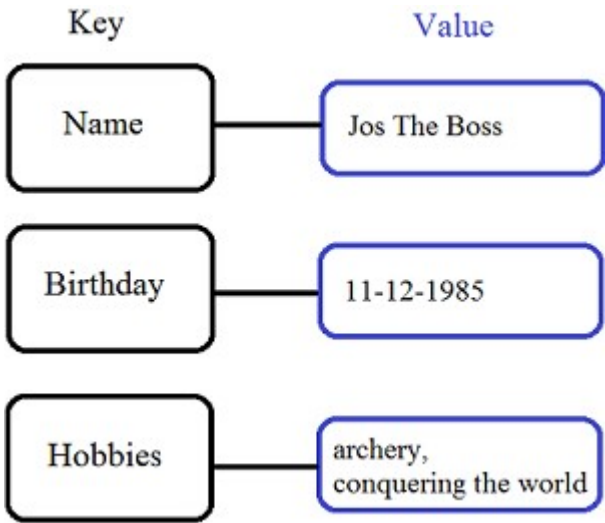 Key Value
Name Jos The Boss
Birthday 11-12-1985
Hobbies archery,
conquering the world